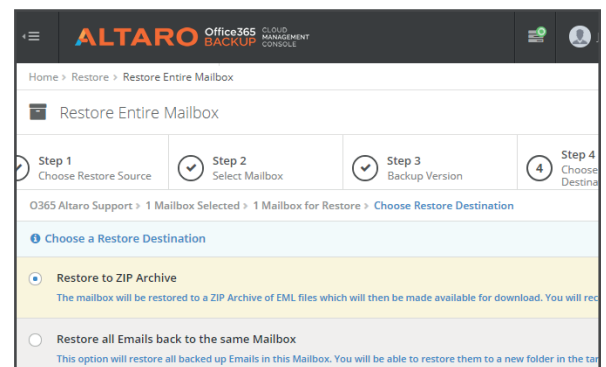 ALTARO Office365 BACKUP CLOUD MANAGEMENT CONSOLE
Home > Restore > Restore Entire Mailbox
Restore Entire Mailbox
Step 1
Choose Restore Source
Step 2
Select Mailbox
Step 3
Backup Version
4
Step 4
Choose
Destina
O365 Altaro Support > 1 Mailbox Selected > 1 Mailbox for Restore > Choose Restore Destination
Choose a Restore Destination
Restore to ZIP Archive
The mailbox will be restored to a ZIP Archive of EML files which will then be made available for download. You will rec
Restore all Emails back to the same Mailbox
This option will restore all backed up Emails in this Mailbox. You will be able to restore them to a new folder in the tar